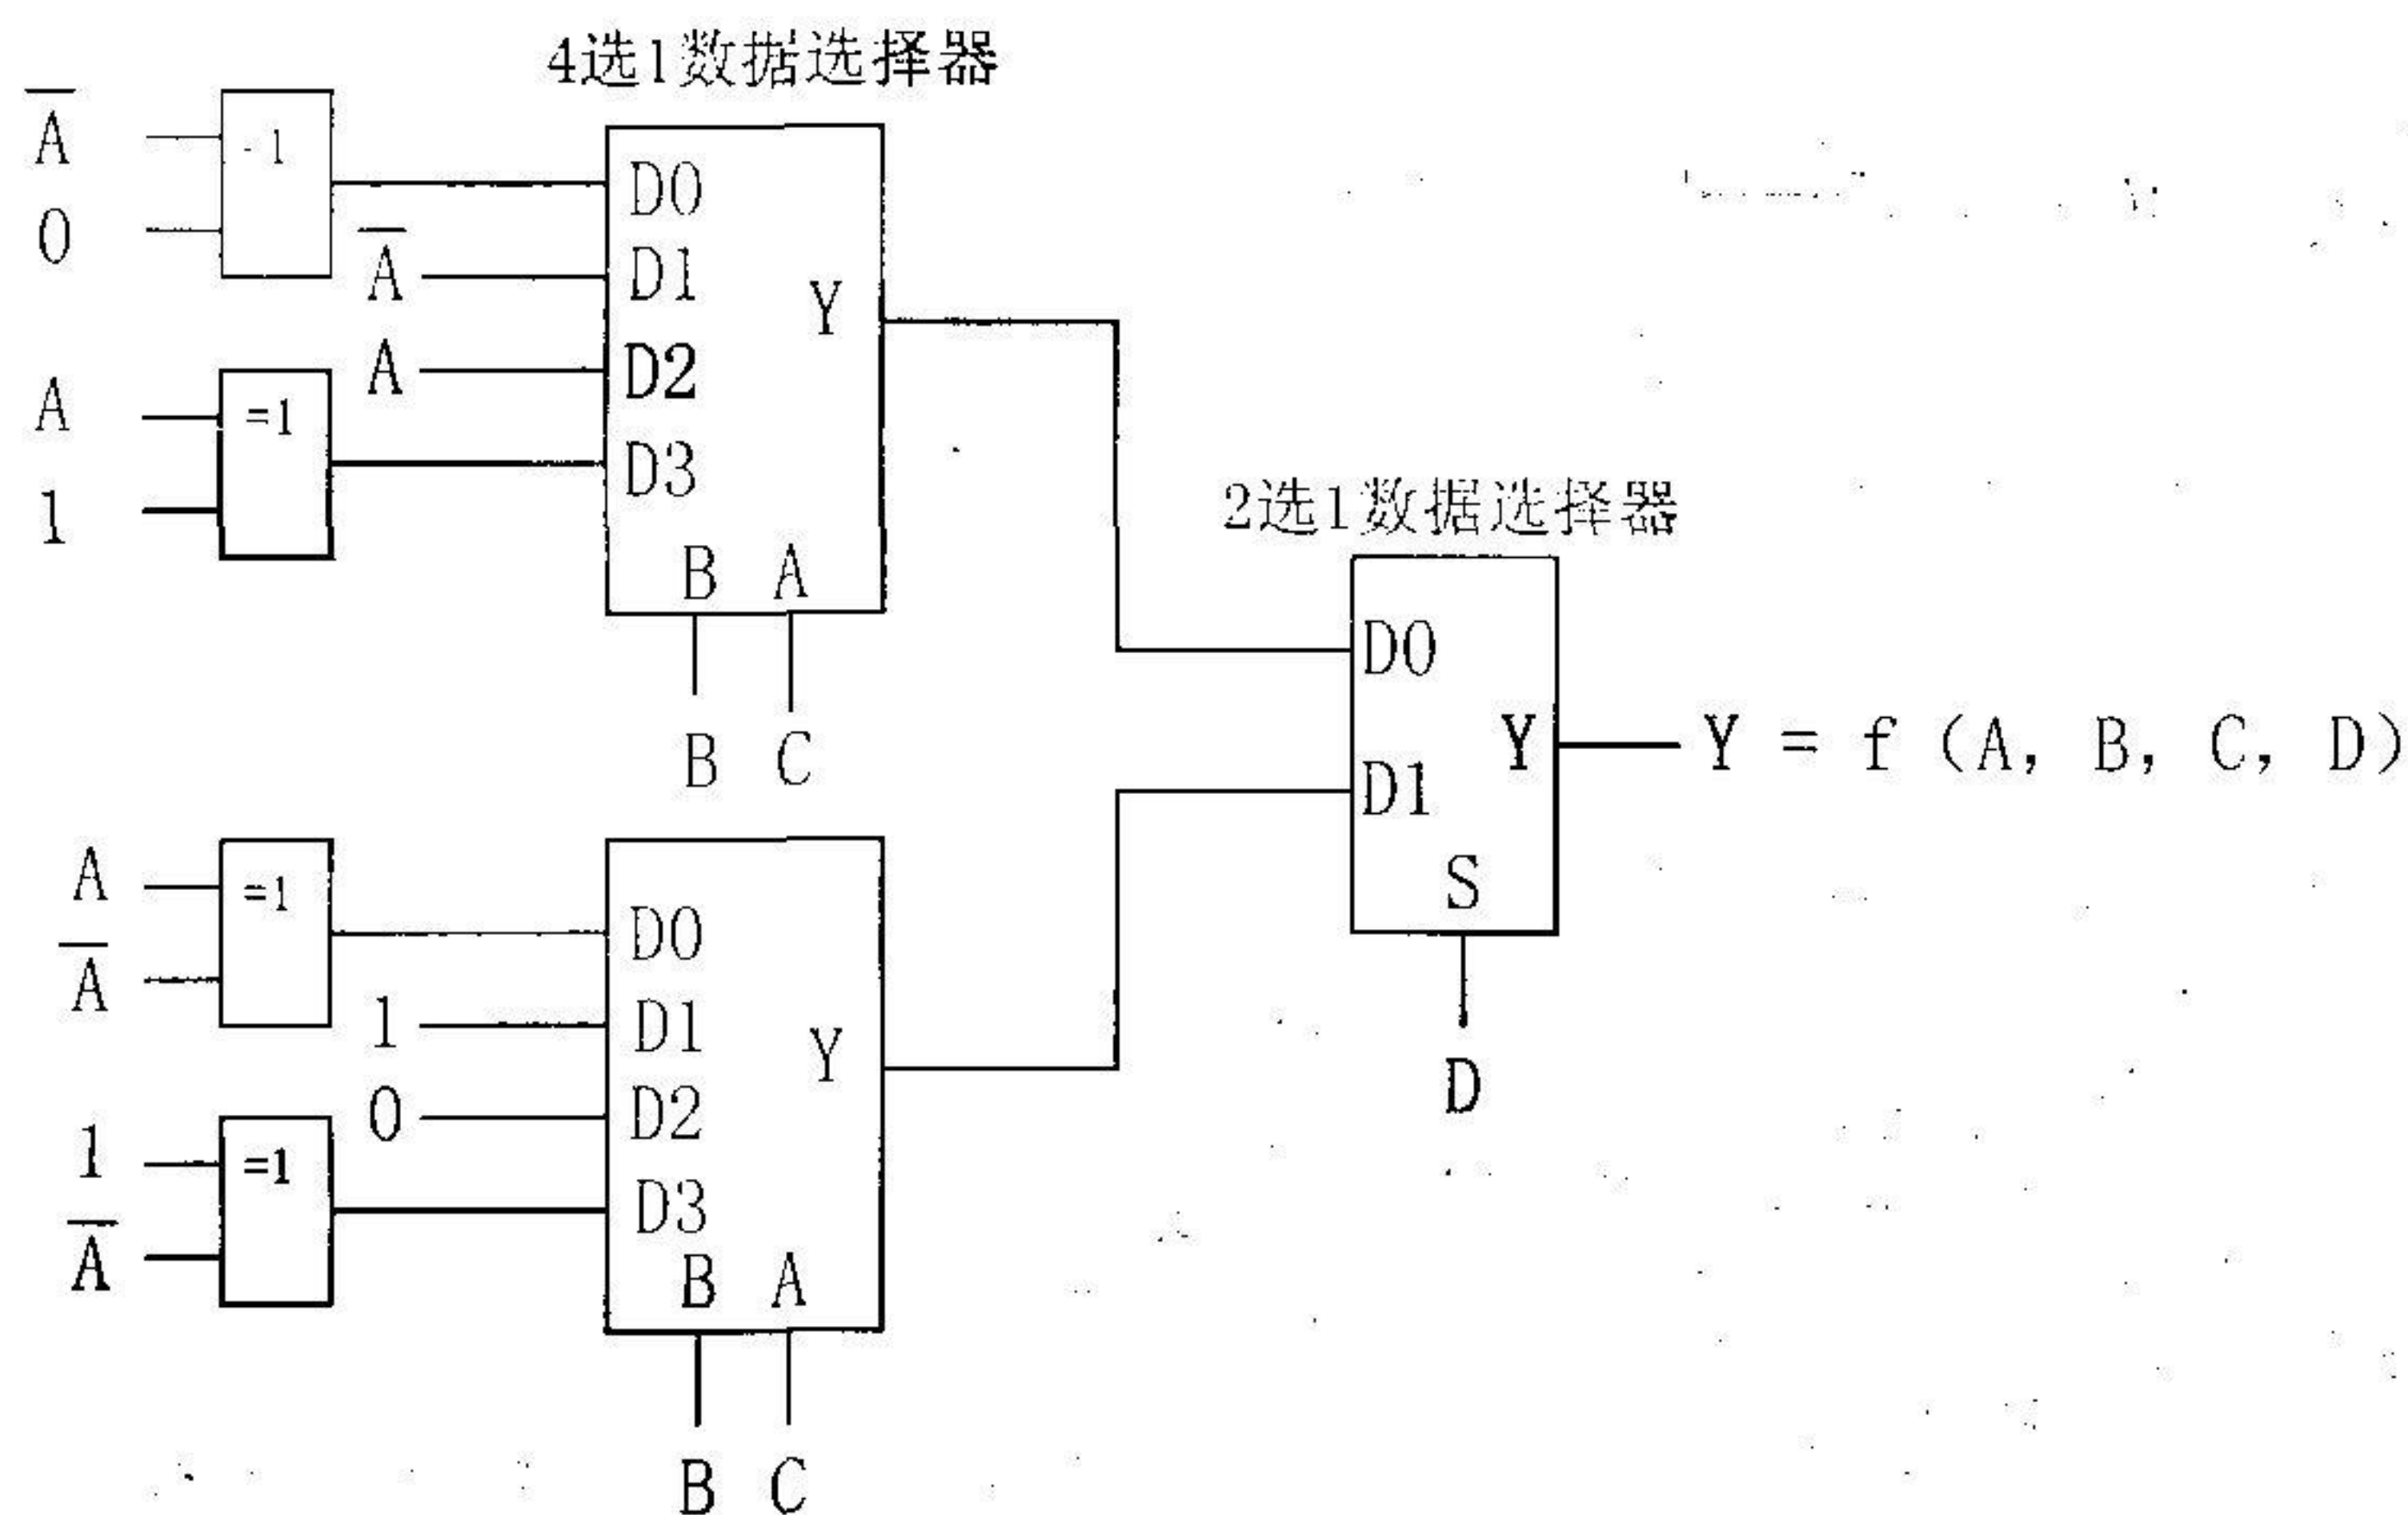 4选1数据选择器
A̅
0
-1
A̅
A
A
1
=1
D0
D1
D2
D3
Y
B A
B C
2选1数据选择器
D0
D1
Y
S
D
Y = f (A, B, C, D)
A
A̅
=1
1
0
1
A̅
=1
D0
D1
D2
D3
Y
B A
B C